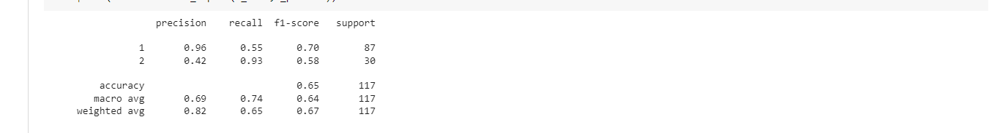 precision recall f1-score support
1 0.96 0.55 0.70 87
2 0.42 0.93 0.58 30
accuracy 0.65 117
macro avg 0.69 0.74 0.64 117
weighted avg 0.82 0.65 0.67 117